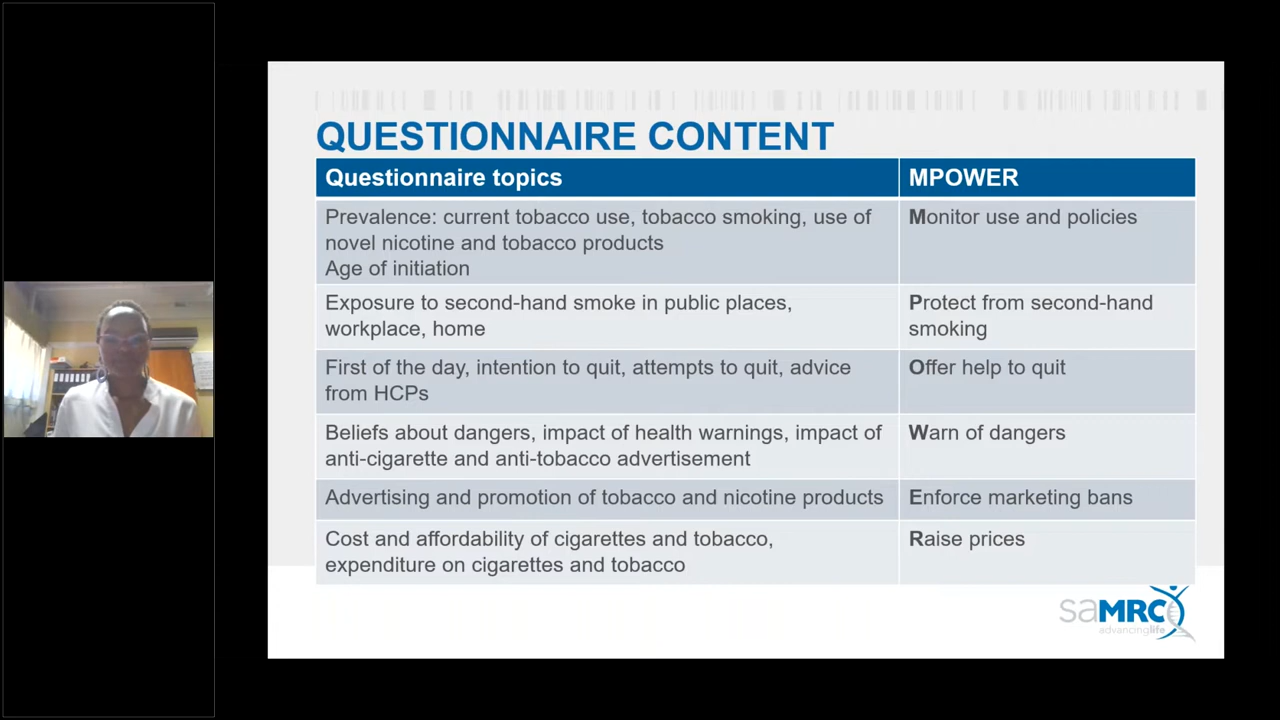 QUESTIONNAIRE CONTENT
Questionnaire topics
MPOWER
Prevalence: current tobacco use, tobacco smoking, use of
novel nicotine and tobacco products
Age of initiation
Monitor use and policies
Exposure to second-hand smoke in public places,
workplace, home
Protect from second-hand
smoking
First of the day, intention to quit, attempts to quit, advice
from HCPs
Offer help to quit
Beliefs about dangers, impact of health warnings, impact of
anti-cigarette and anti-tobacco advertisement
Warn of dangers
Advertising and promotion of tobacco and nicotine products
Enforce marketing bans
Cost and affordability of cigarettes and tobacco,
expenditure on cigarettes and tobacco
Raise prices
saMRC
advancinglife